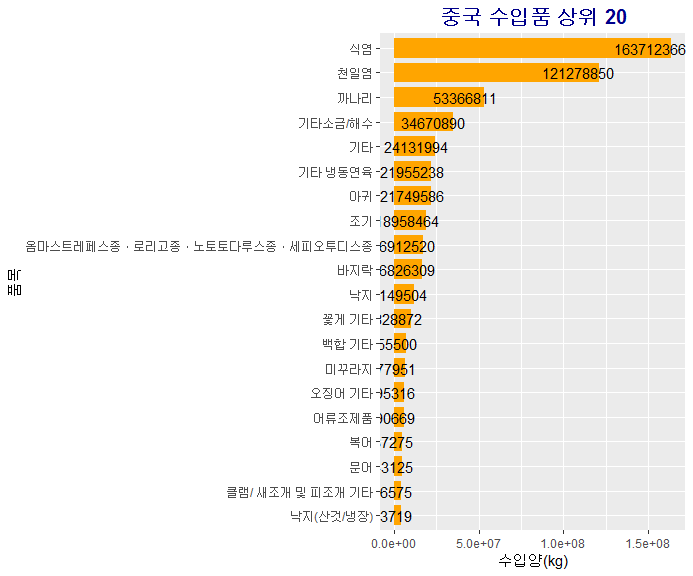 중국 수입품 상위 20
식염 163712366
천일염 121278850
까나리 53366811
기타소금/해수 34670890
기타 24131994
기타 냉동연육 21955238
아귀 21749586
조기 8958464
옴마스트레페스종ㆍ로리고종ㆍ노토토다루스종ㆍ세피오투디스종 6912520
바지락 6826309
낙지 149504
꽃게 기타 28872
백합 기타 55500
미꾸라지 77951
오징어 기타 95316
어류조제품 00669
복어 7275
문어 3125
클램/ 새조개 및 피조개 기타 6575
낙지(산것/냉장) 3719
품목
0.0e+00 5.0e+07 1.0e+08 1.5e+08
수입양(kg)